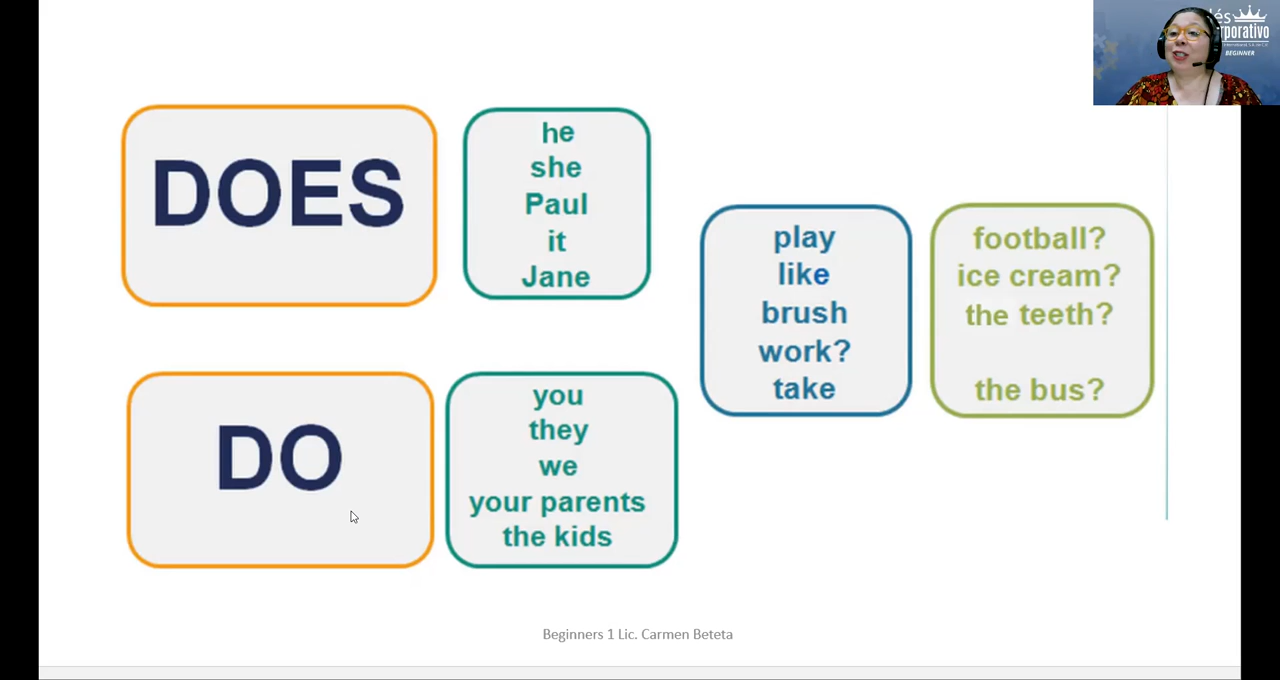 DOES
he
she
Paul
it
Jane
DO
you
they
we
your parents
the kids
play
like
brush
work?
take
football?
ice cream?
the teeth?
the bus?
Beginners 1 Lic. Carmen Beteta
BEGINNER